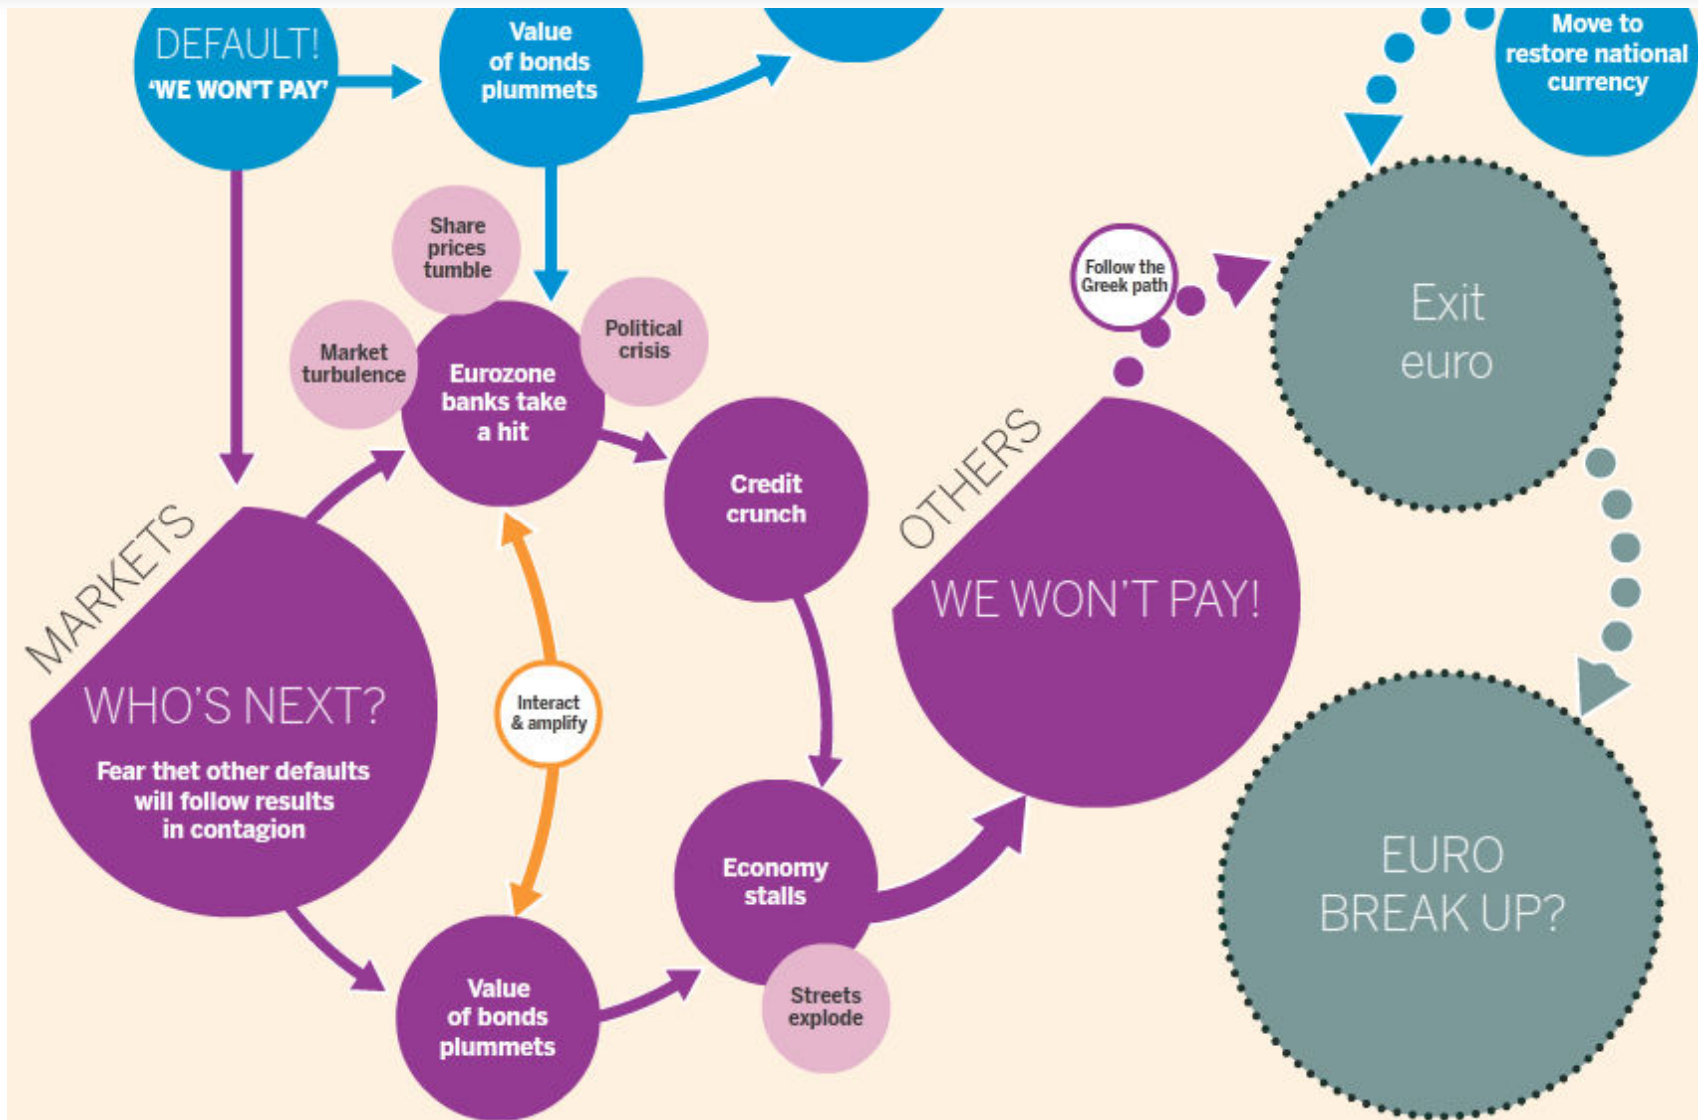 DEFAULT!
‘WE WON’T PAY’
Value
of bonds
plummets
Move to
restore national
currency
Share
prices
tumble
Market
turbulence
Political
crisis
Eurozone
banks take
a hit
Follow the
Greek path
Exit
euro
Credit
crunch
MARKETS
WHO’S NEXT?
Fear thet other defaults
will follow results
in contagion
Interact
& amplify
OTHERS
WE WON’T PAY!
Economy
stalls
Streets
explode
Value
of bonds
plummets
EURO
BREAK UP?